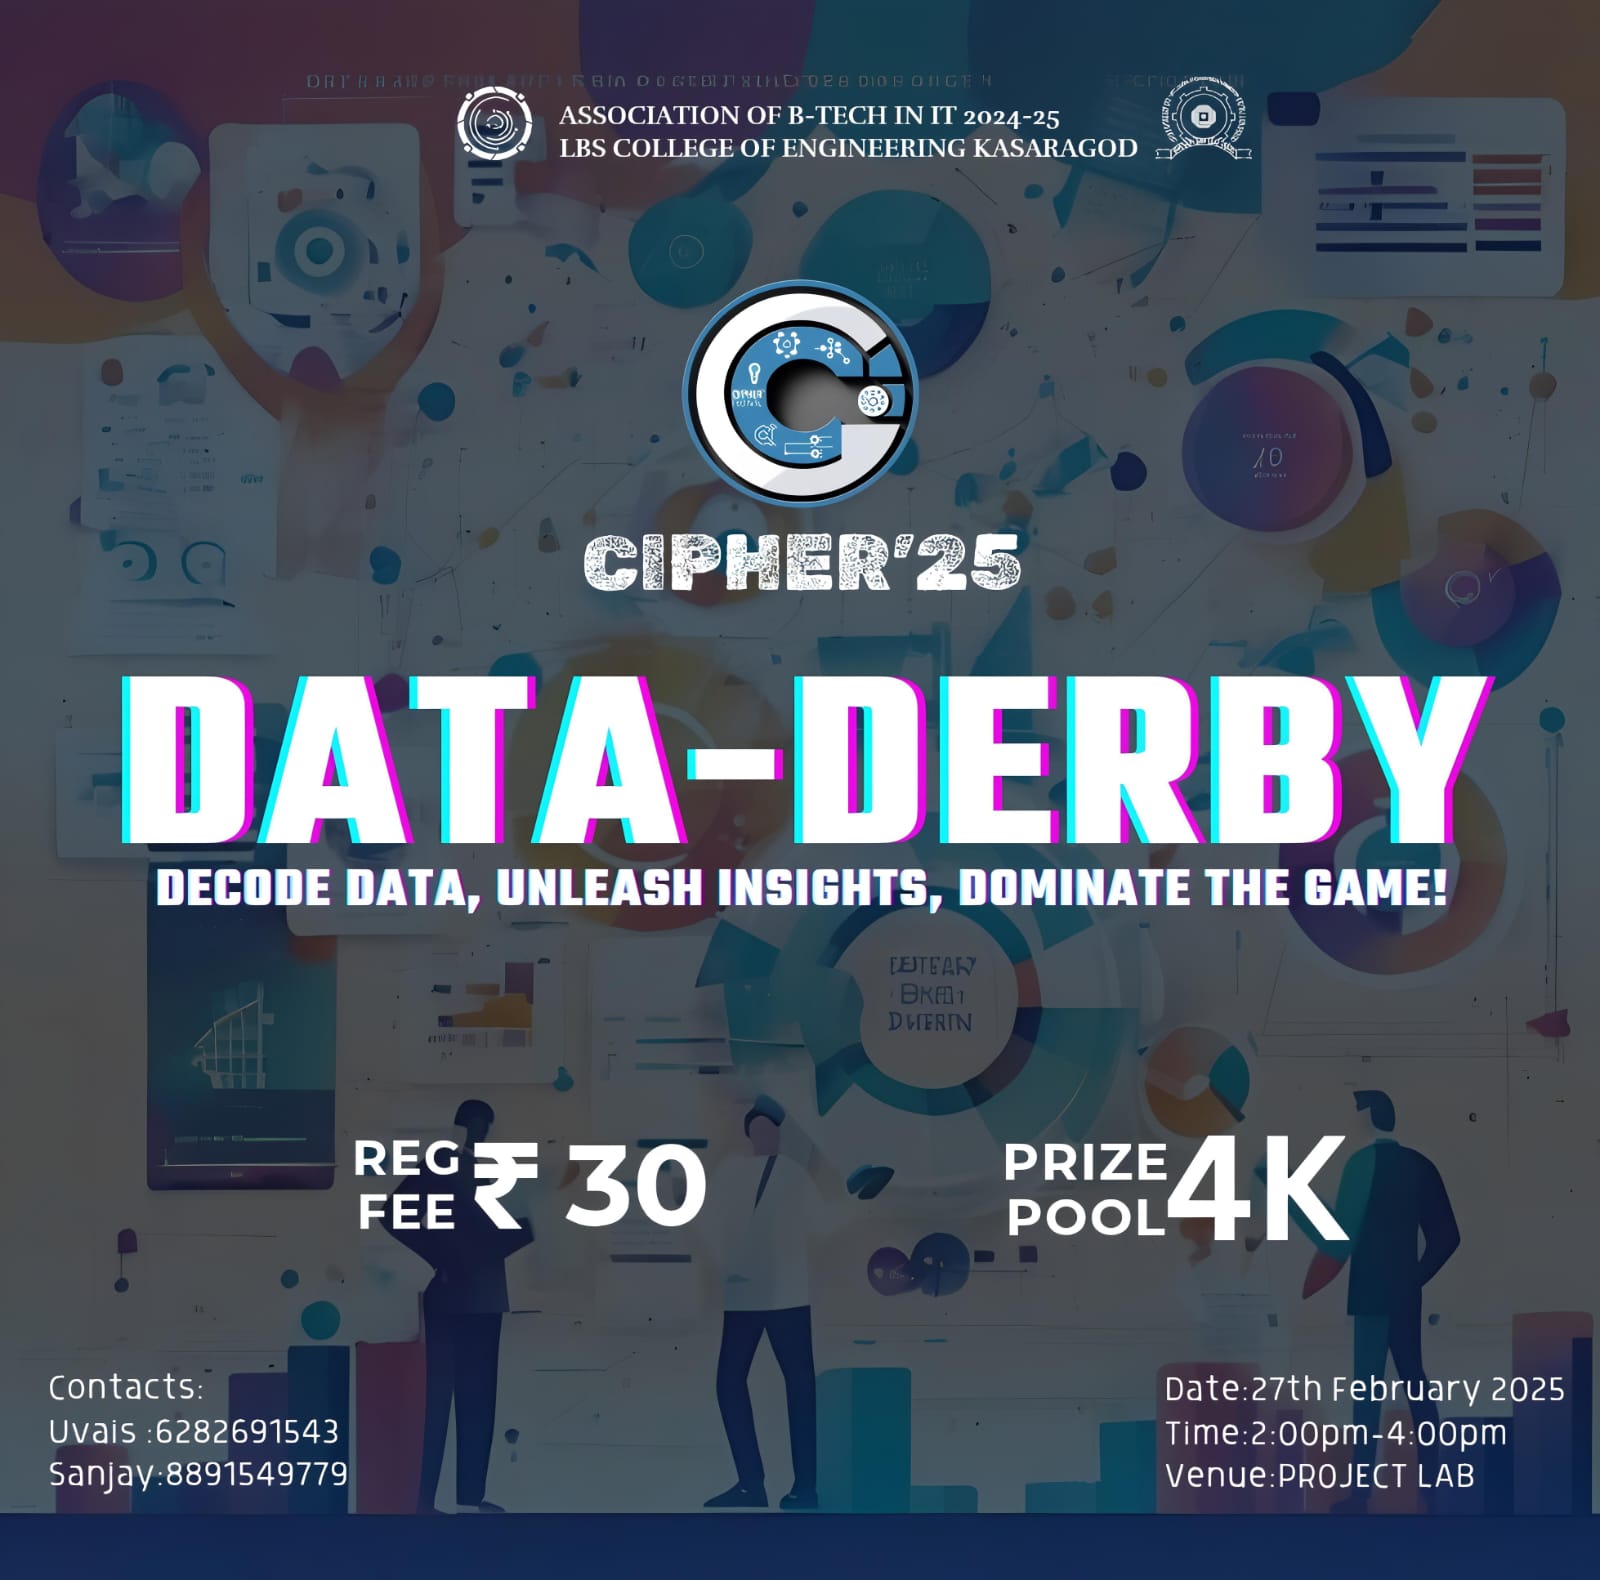 ASSOCIATION OF B-TECH IN IT 2024-25
LBS COLLEGE OF ENGINEERING KASARAGOD
CIPHER'25
DATA-DERBY
DECODE DATA, UNLEASH INSIGHTS, DOMINATE THE GAME!
REG FEE ₹ 30
PRIZE POOL 4K
Contacts:
Uvais :6282691543
Sanjay:8891549779
Date:27th February 2025
Time:2:00pm-4:00pm
Venue:PROJECT LAB